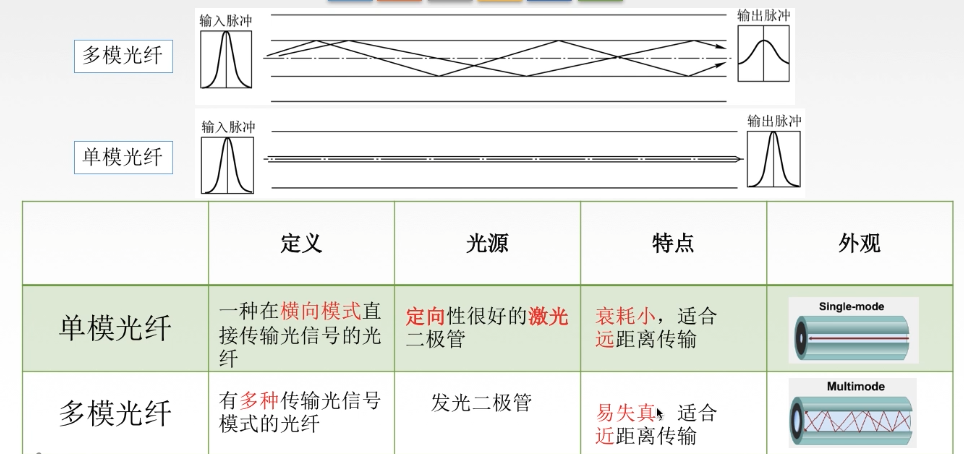 输入脉冲
输出脉冲
多模光纤
输入脉冲
输出脉冲
单模光纤
定义
光源
特点
外观
单模光纤
一种在横向模式直
接传输光信号的光
纤
定向性很好的激光
二极管
衰耗小，适合
远距离传输
Single-mode
多模光纤
有多种传输光信号
模式的光纤
发光二极管
易失真，适合
近距离传输
Multimode